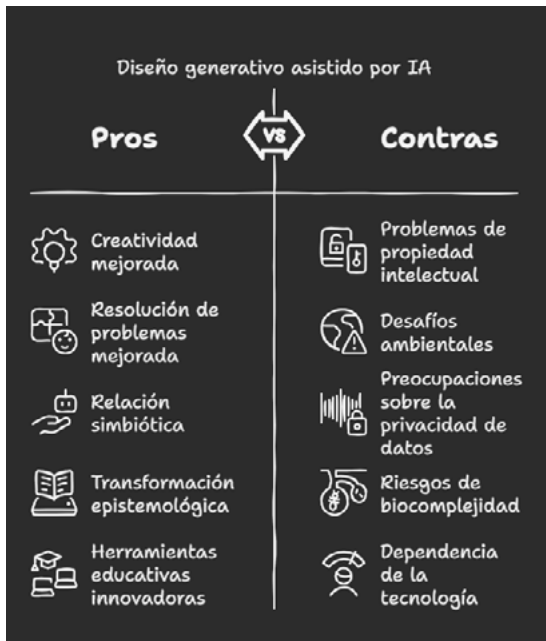 Diseño generativo asistido por IA
Pros
VS
Contras
Creatividad
mejorada
Resolución de
problemas
mejorada
Relación
simbiótica
Transformación
epistemológica
Herramientas
educativas
innovadoras
Problemas de
propiedad
intelectual
Desafíos
ambientales
Preocupaciones
sobre la
privacidad de
datos
Riesgos de
biocomplejidad
Dependencia
de la
tecnología